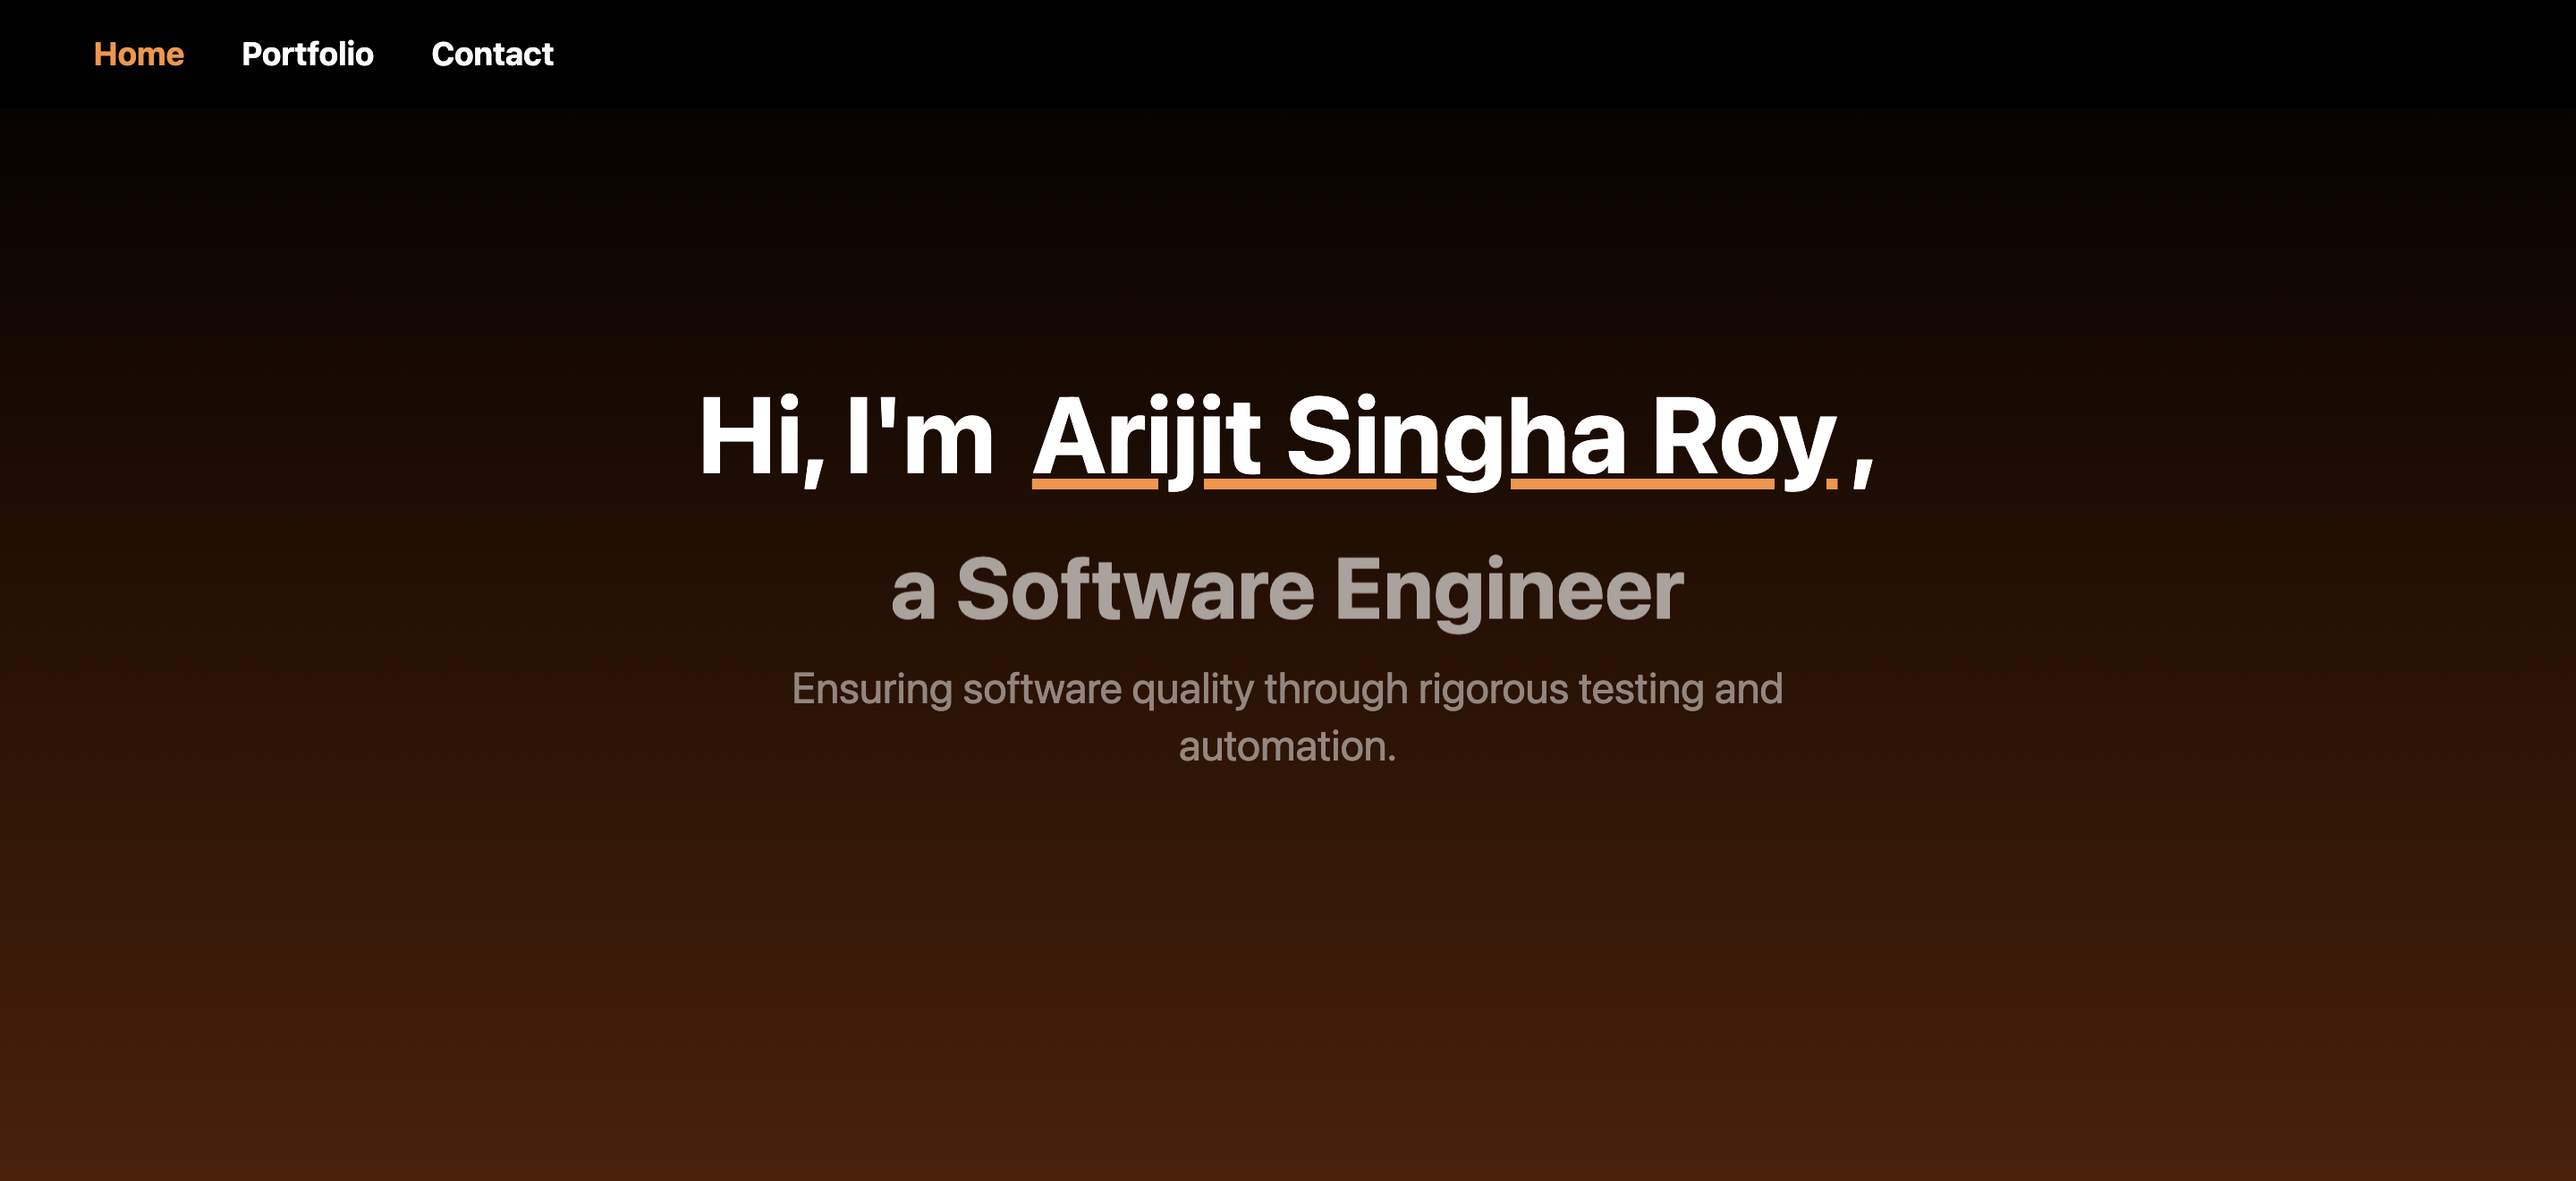 Home Portfolio Contact
Hi, I'm Arijit Singha Roy,
a Software Engineer
Ensuring software quality through rigorous testing and
automation.